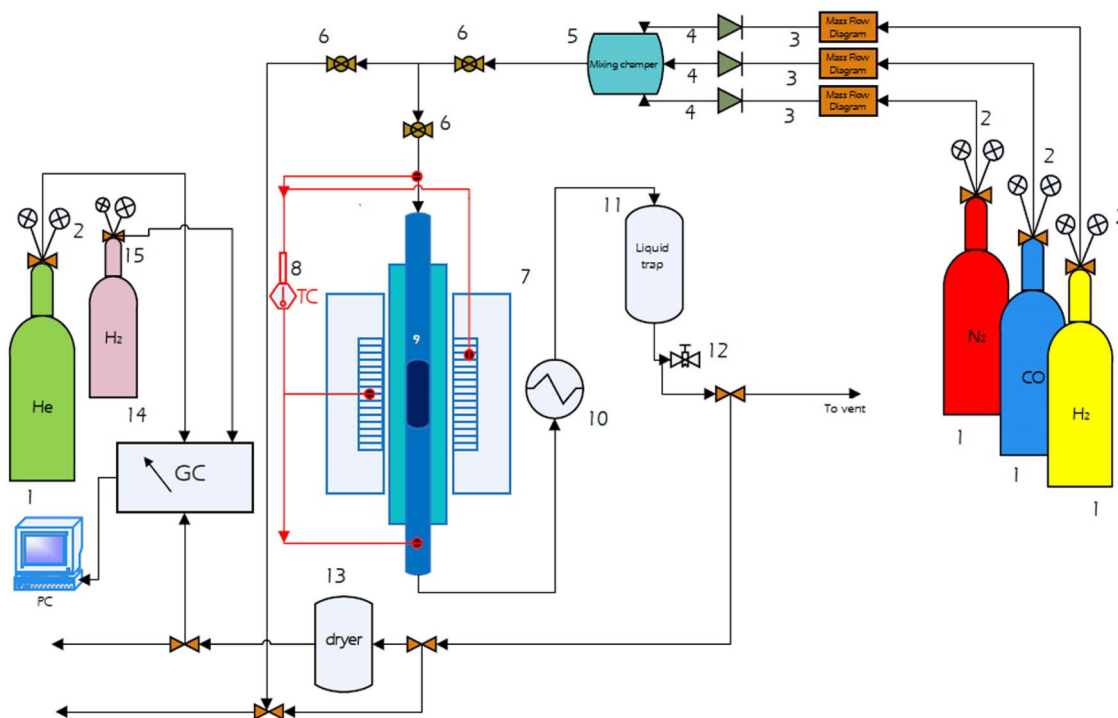 6
6
5
4
3
Mass Flow
Diagram
Mixing champer
4
3
Mass Flow
Diagram
4
3
Mass Flow
Diagram
6
2
2
2
2
15
11
Liquid
trap
8
TC
7
9
12
10
To vent
H₂
He
14
1
N₂
CO
H₂
1
1
1
GC
PC
13
dryer